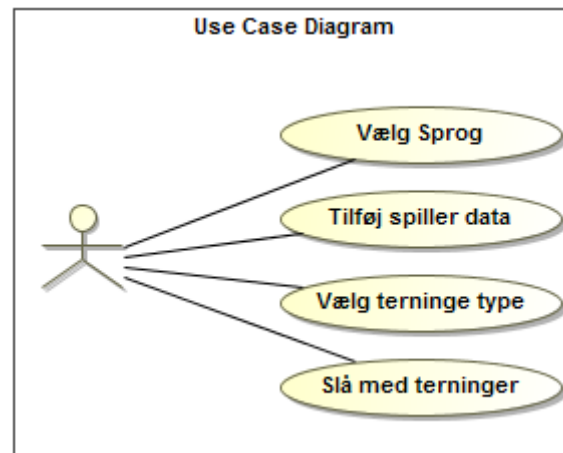 Use Case Diagram
Vælg Sprog
Tilføj spiller data
Vælg terninge type
Slå med terninger